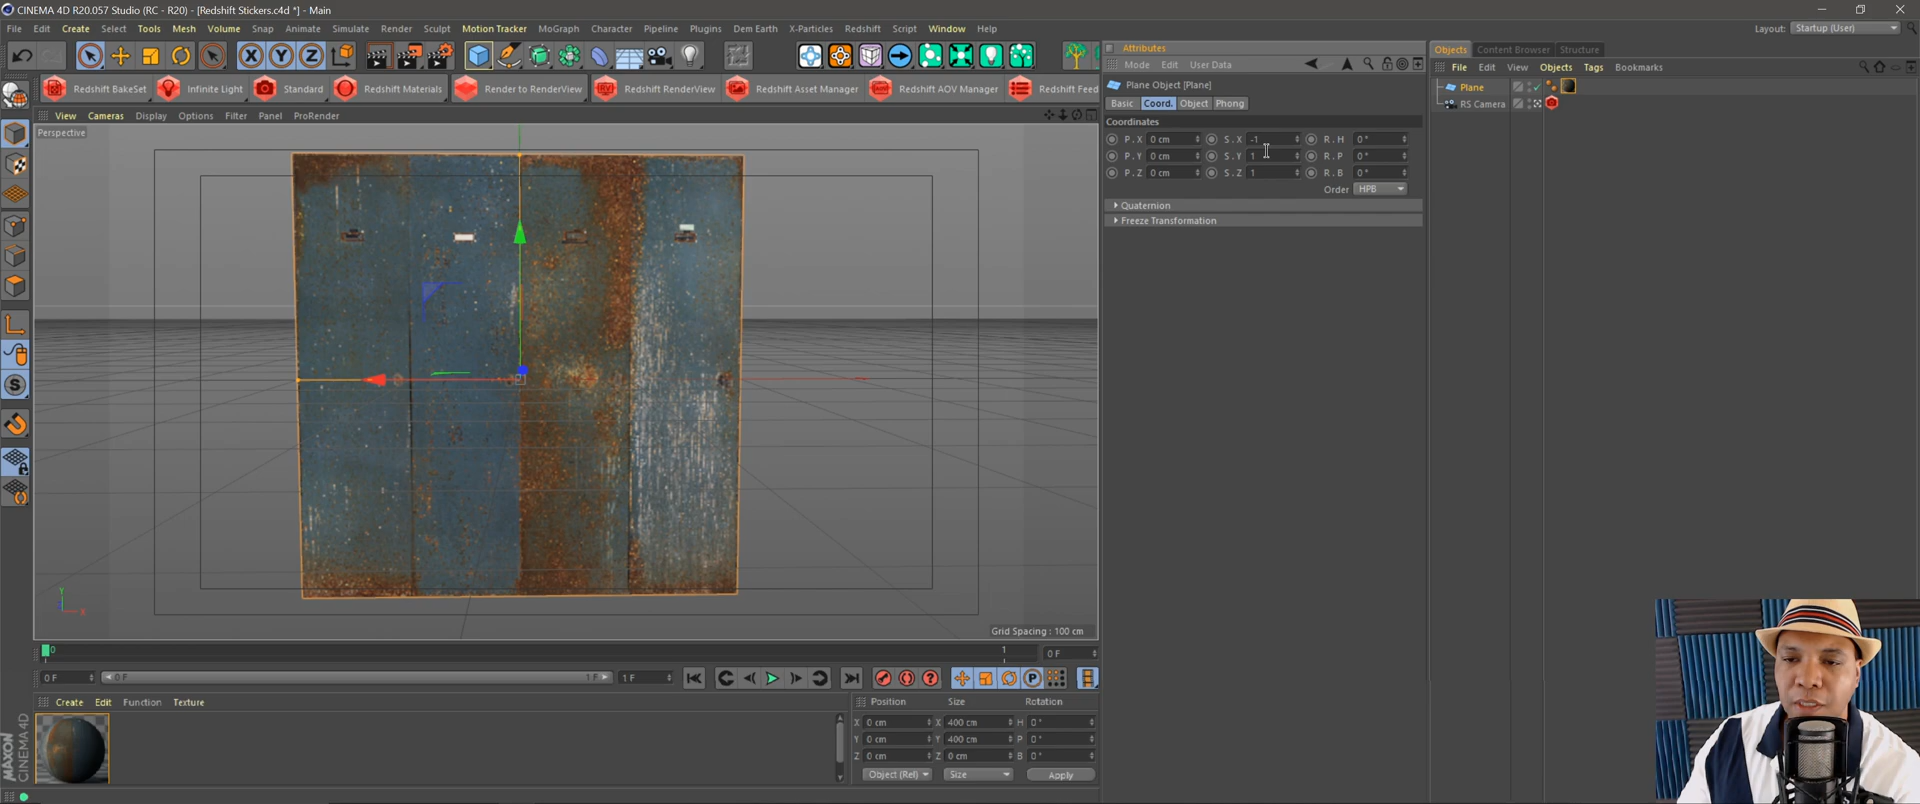 CINEMA 4D R20.057 Studio (RC - R20) - [Redshift Stickers.c4d *] - Main
File Edit Create Select Tools Mesh Volume Snap Animate Simulate Render Sculpt Motion Tracker MoGraph Character Pipeline Plugins Dem Earth X-Particles Redshift Script Window Help
Layout: Startup (User)
Redshift BakeSet Infinite Light Standard Redshift Materials Render to RenderView Redshift RenderView Redshift Asset Manager Redshift AOV Manager Redshift Feed
View Cameras Display Options Filter Panel ProRender
Perspective
Grid Spacing : 100 cm
Y
X
Attributes
Mode Edit User Data
Plane Object [Plane]
Basic Coord. Object Phong
Coordinates
P . X 0 cm S . X -1 R . H 0 °
P . Y 0 cm S . Y 1 R . P 0 °
P . Z 0 cm S . Z 1 R . B 0 °
Order HPB
Quaternion
Freeze Transformation
Objects Content Browser Structure
File Edit View Objects Tags Bookmarks
Plane
RS Camera
0 1 0 F
0 F 0 F 1 F 1 F
Create Edit Function Texture
Position Size Rotation
X 0 cm X 400 cm H 0 °
Y 0 cm Y 400 cm P 0 °
Z 0 cm Z 0 cm B 0 °
Object (Rel) Size Apply
MAXON
CINEMA 4D